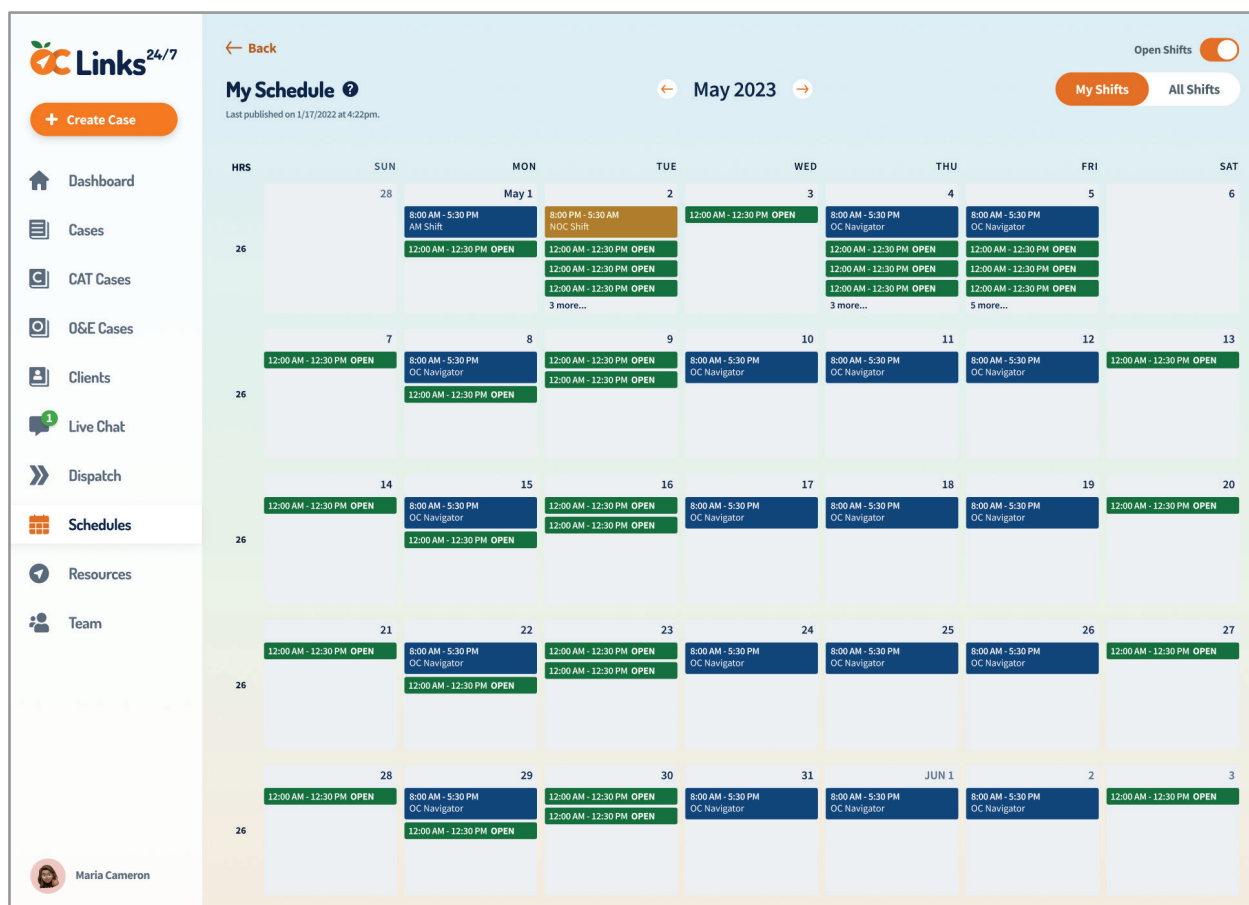 OC Links 24/7
Create Case
Dashboard
Cases
CAT Cases
O&E Cases
Clients
1
Live Chat
Dispatch
Schedules
Resources
Team
Maria Cameron
← Back
Open Shifts
My Schedule ?
← May 2023 →
My Shifts All Shifts
Last published on 1/17/2022 at 4:22pm.
HRS SUN MON TUE WED THU FRI SAT
26
28
May 1
8:00 AM - 5:30 PM
AM Shift
12:00 AM - 12:30 PM OPEN
2
8:00 PM - 5:30 AM
NOC Shift
12:00 AM - 12:30 PM OPEN
12:00 AM - 12:30 PM OPEN
12:00 AM - 12:30 PM OPEN
3 more...
3
12:00 AM - 12:30 PM OPEN
4
8:00 AM - 5:30 PM
OC Navigator
12:00 AM - 12:30 PM OPEN
12:00 AM - 12:30 PM OPEN
12:00 AM - 12:30 PM OPEN
3 more...
5
8:00 AM - 5:30 PM
OC Navigator
12:00 AM - 12:30 PM OPEN
12:00 AM - 12:30 PM OPEN
12:00 AM - 12:30 PM OPEN
5 more...
6
26
7
12:00 AM - 12:30 PM OPEN
8
8:00 AM - 5:30 PM
OC Navigator
12:00 AM - 12:30 PM OPEN
9
12:00 AM - 12:30 PM OPEN
12:00 AM - 12:30 PM OPEN
10
8:00 AM - 5:30 PM
OC Navigator
11
8:00 AM - 5:30 PM
OC Navigator
12
8:00 AM - 5:30 PM
OC Navigator
13
12:00 AM - 12:30 PM OPEN
26
14
12:00 AM - 12:30 PM OPEN
15
8:00 AM - 5:30 PM
OC Navigator
12:00 AM - 12:30 PM OPEN
16
12:00 AM - 12:30 PM OPEN
12:00 AM - 12:30 PM OPEN
17
8:00 AM - 5:30 PM
OC Navigator
18
8:00 AM - 5:30 PM
OC Navigator
19
8:00 AM - 5:30 PM
OC Navigator
20
12:00 AM - 12:30 PM OPEN
26
21
12:00 AM - 12:30 PM OPEN
22
8:00 AM - 5:30 PM
OC Navigator
12:00 AM - 12:30 PM OPEN
23
12:00 AM - 12:30 PM OPEN
12:00 AM - 12:30 PM OPEN
24
8:00 AM - 5:30 PM
OC Navigator
25
8:00 AM - 5:30 PM
OC Navigator
26
8:00 AM - 5:30 PM
OC Navigator
27
12:00 AM - 12:30 PM OPEN
26
28
12:00 AM - 12:30 PM OPEN
29
8:00 AM - 5:30 PM
OC Navigator
12:00 AM - 12:30 PM OPEN
30
12:00 AM - 12:30 PM OPEN
12:00 AM - 12:30 PM OPEN
31
8:00 AM - 5:30 PM
OC Navigator
JUN 1
8:00 AM - 5:30 PM
OC Navigator
2
8:00 AM - 5:30 PM
OC Navigator
3
12:00 AM - 12:30 PM OPEN